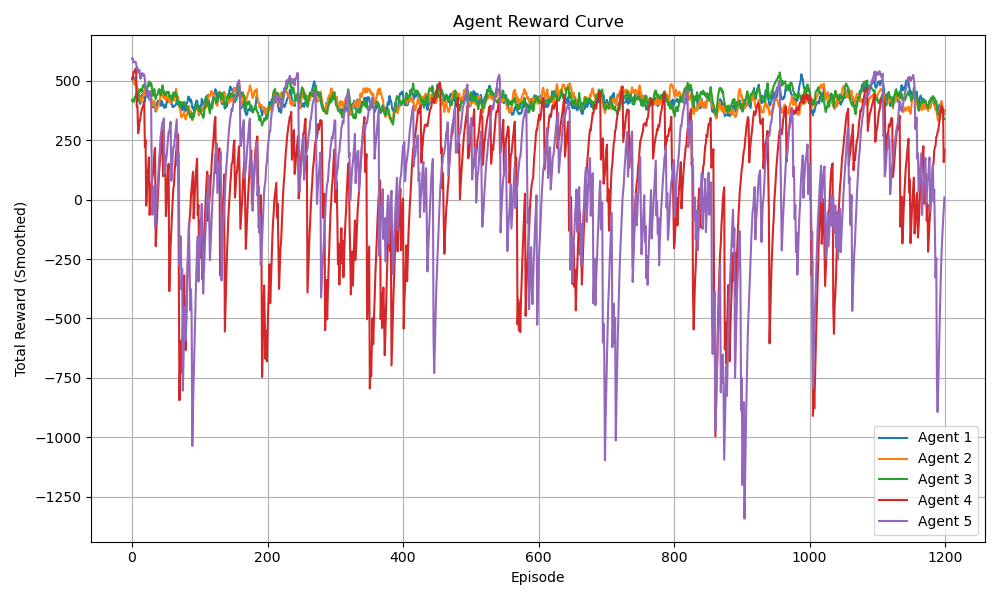 Agent Reward Curve
Total Reward (Smoothed)
500
250
0
−250
−500
−750
−1000
−1250
0 200 400 600 800 1000 1200
Episode
Agent 1
Agent 2
Agent 3
Agent 4
Agent 5